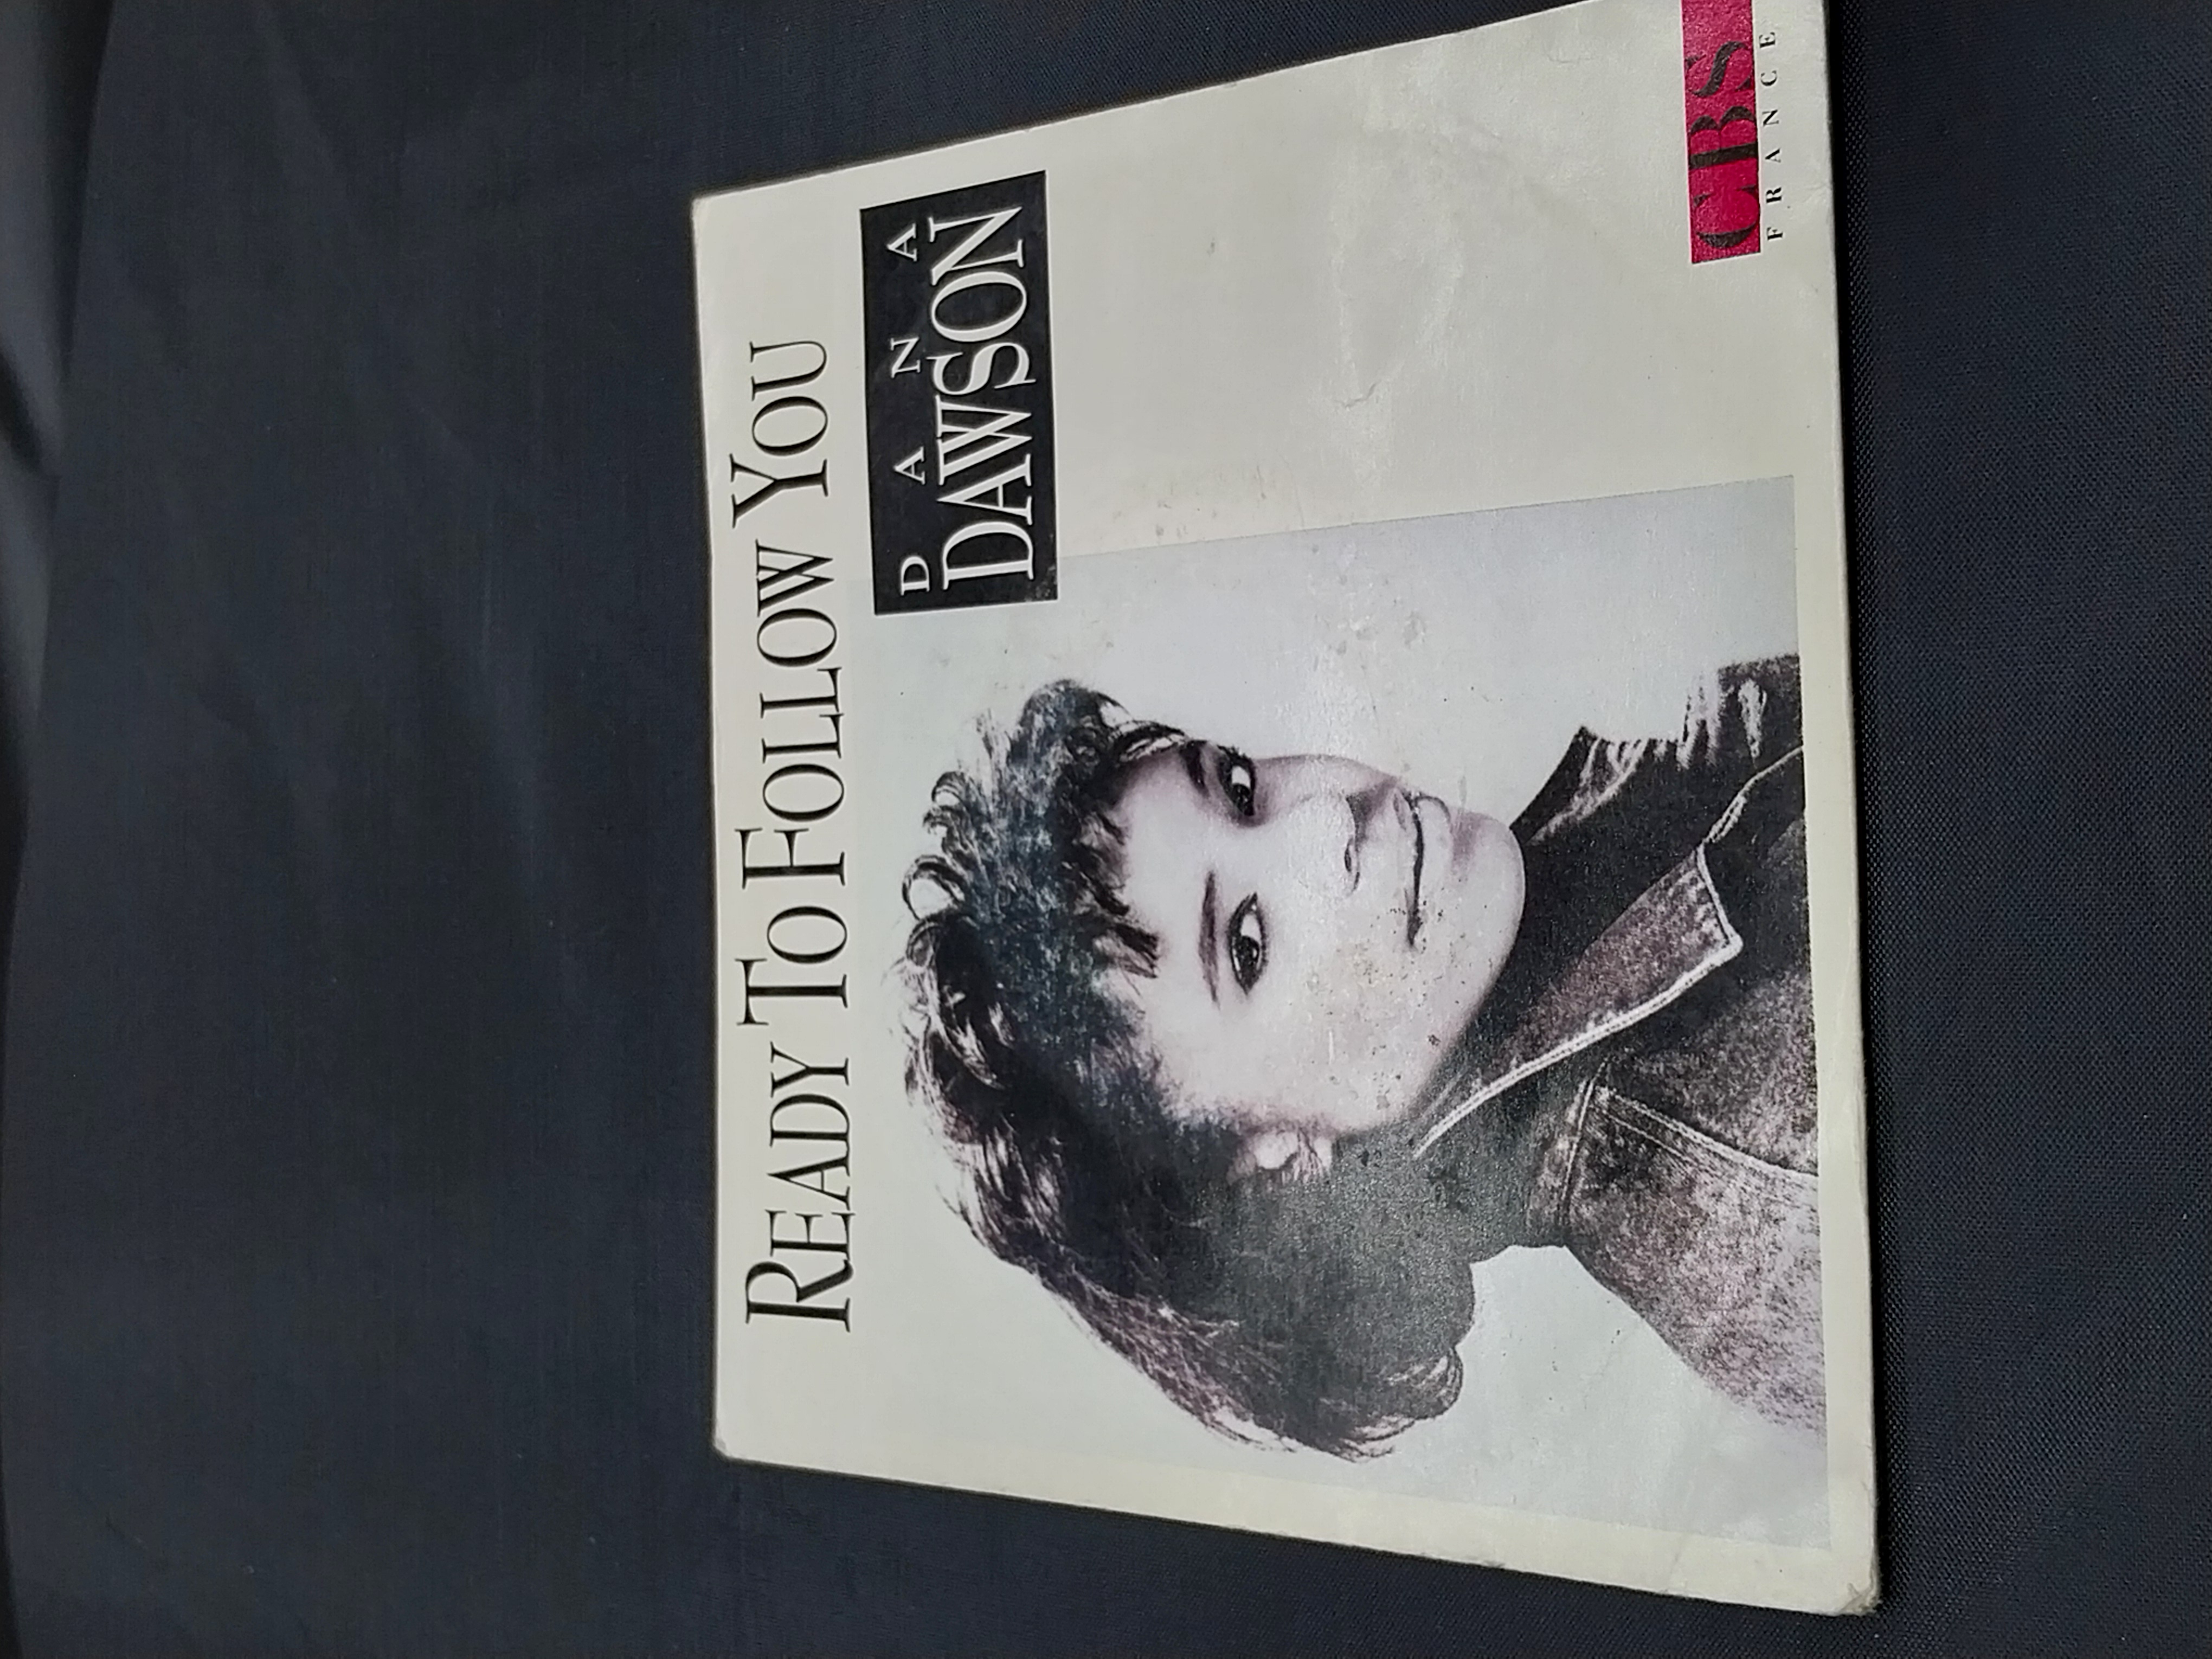 READY TO FOLLOW YOU
DANA
DAWSON
CBS
FRANCE